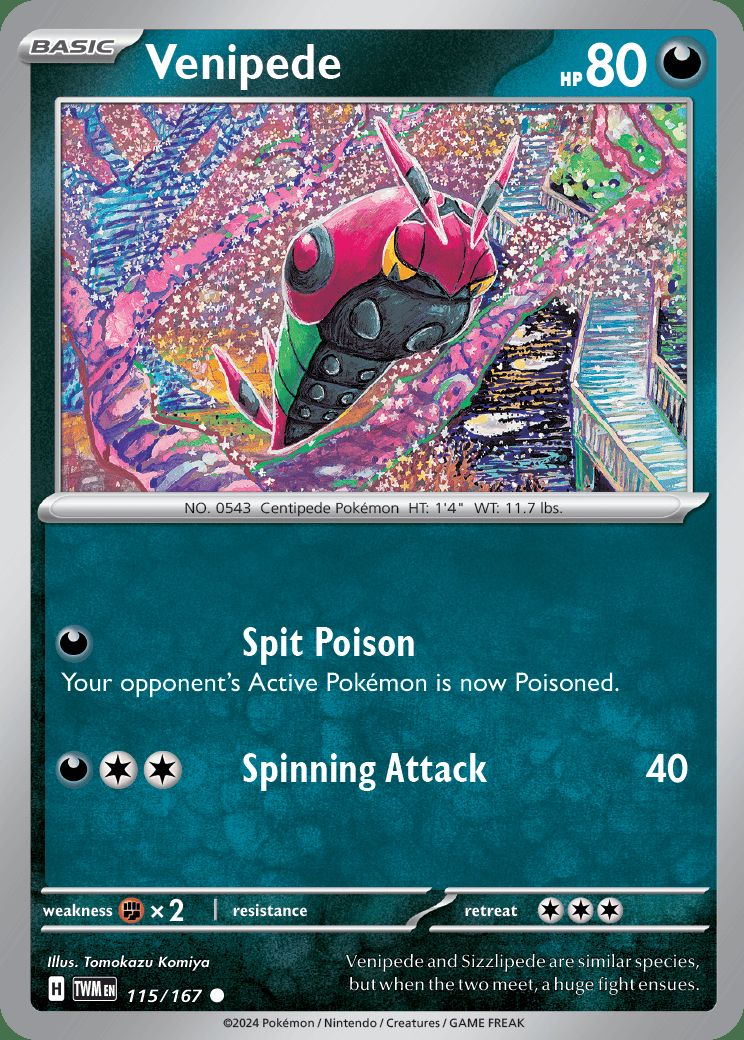 BASIC
Venipede
HP 80
NO. 0543 Centipede Pokémon HT: 1'4" WT: 11.7 lbs.
Spit Poison
Your opponent's Active Pokémon is now Poisoned.
Spinning Attack 40
weakness × 2 resistance retreat
Illus. Tomokazu Komiya
H TWM EN 115/167
Venipede and Sizzlipede are similar species,
but when the two meet, a huge fight ensues.
©2024 Pokémon / Nintendo / Creatures / GAME FREAK